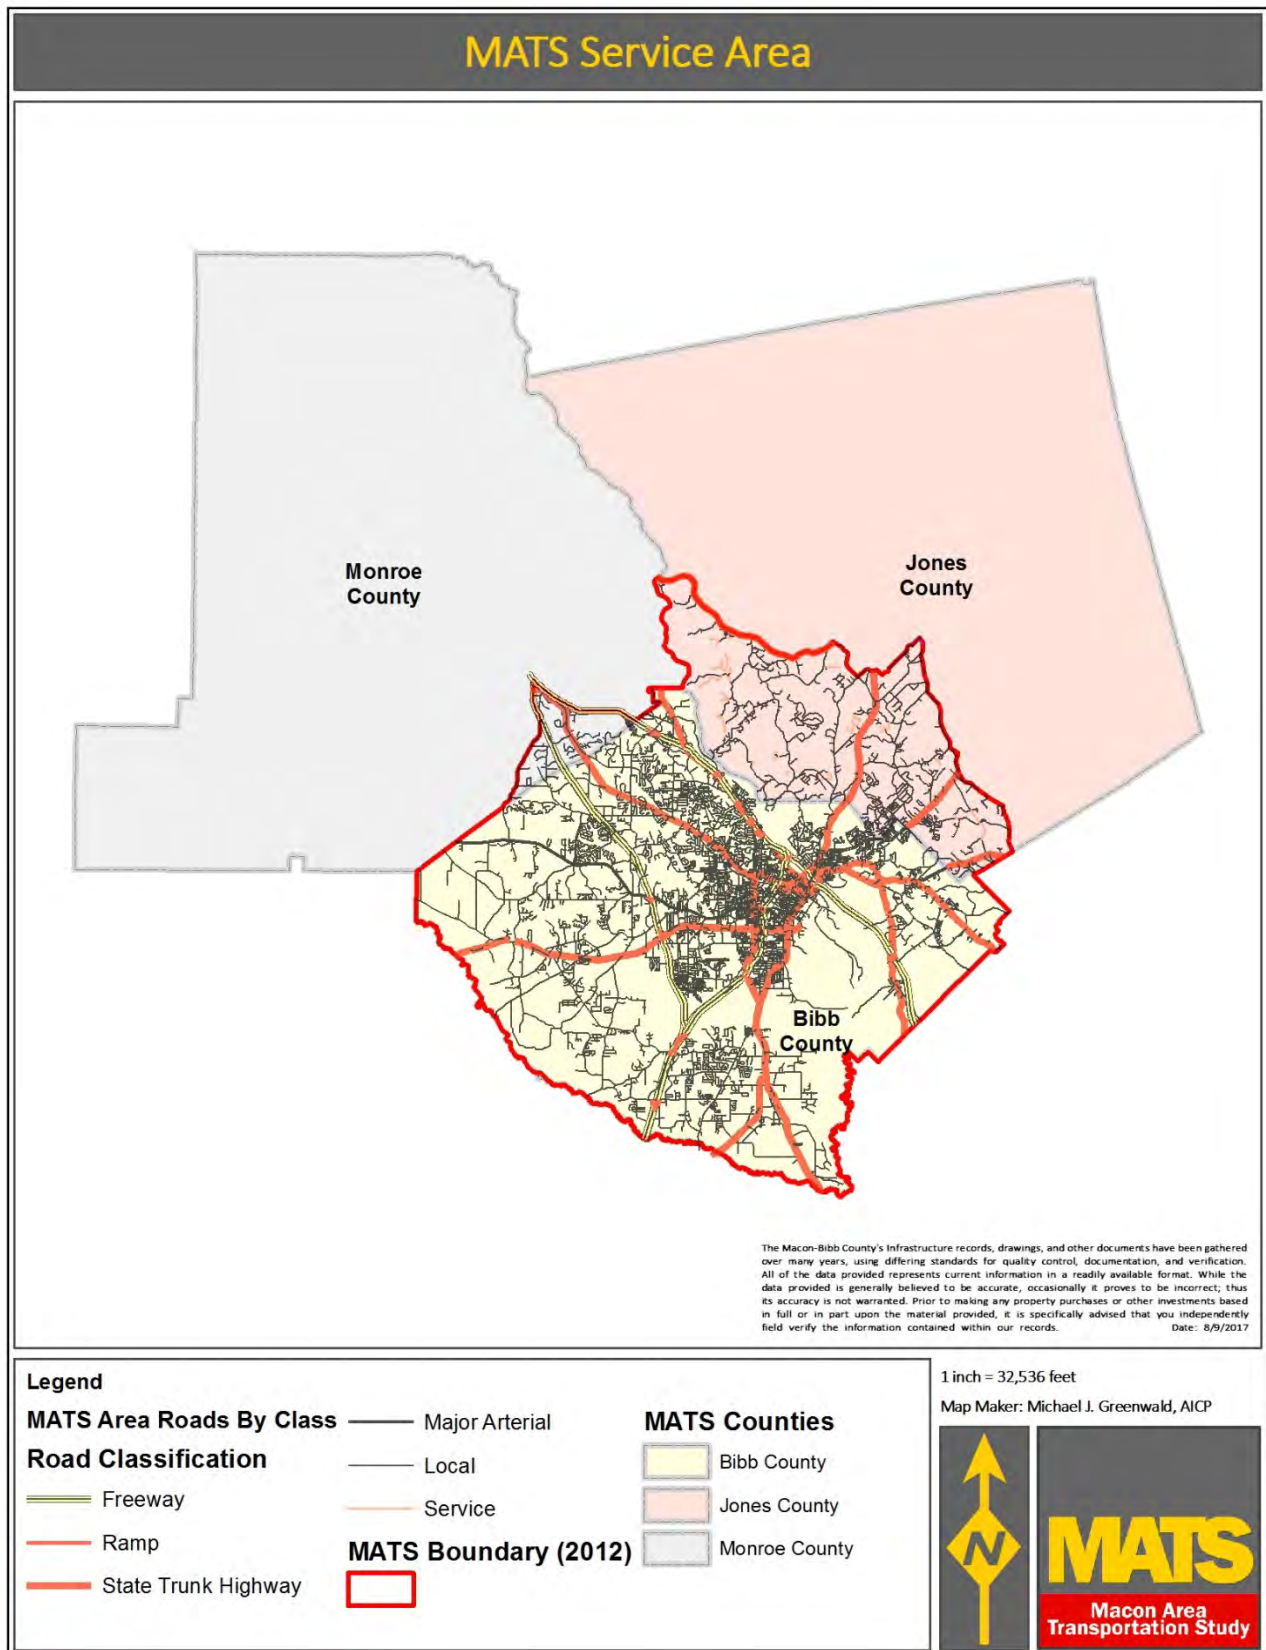 MATS Service Area
Monroe
County
Jones
County
Bibb
County
The Macon-Bibb County's Infrastructure records, drawings, and other documents have been gathered
over many years, using differing standards for quality control, documentation, and verification.
All of the data provided represents current information in a readily available format. While the
data provided is generally believed to be accurate, occasionally it proves to be incorrect; thus
its accuracy is not warranted. Prior to making any property purchases or other investments based
in full or in part upon the material provided, it is specifically advised that you independently
field verify the information contained within our records. Date: 8/9/2017
Legend
MATS Area Roads By Class
Road Classification
Freeway
Ramp
State Trunk Highway
Major Arterial
Local
Service
MATS Boundary (2012)
MATS Counties
Bibb County
Jones County
Monroe County
1 inch = 32,536 feet
Map Maker: Michael J. Greenwald, AICP
N
MATS
Macon Area
Transportation Study